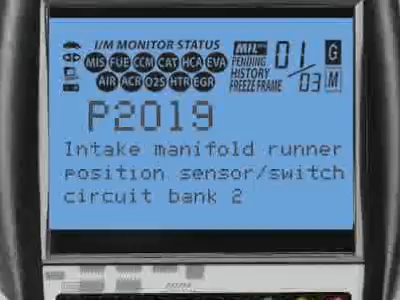 I/M MONITOR STATUS
MIS FUE CCM CAT HCA EVA
AIR ACR O2S HTR EGR
MIL
PENDING
HISTORY
FREEZE FRAME
01/03
G
M
P2019
Intake manifold runner
position sensor/switch
circuit bank 2